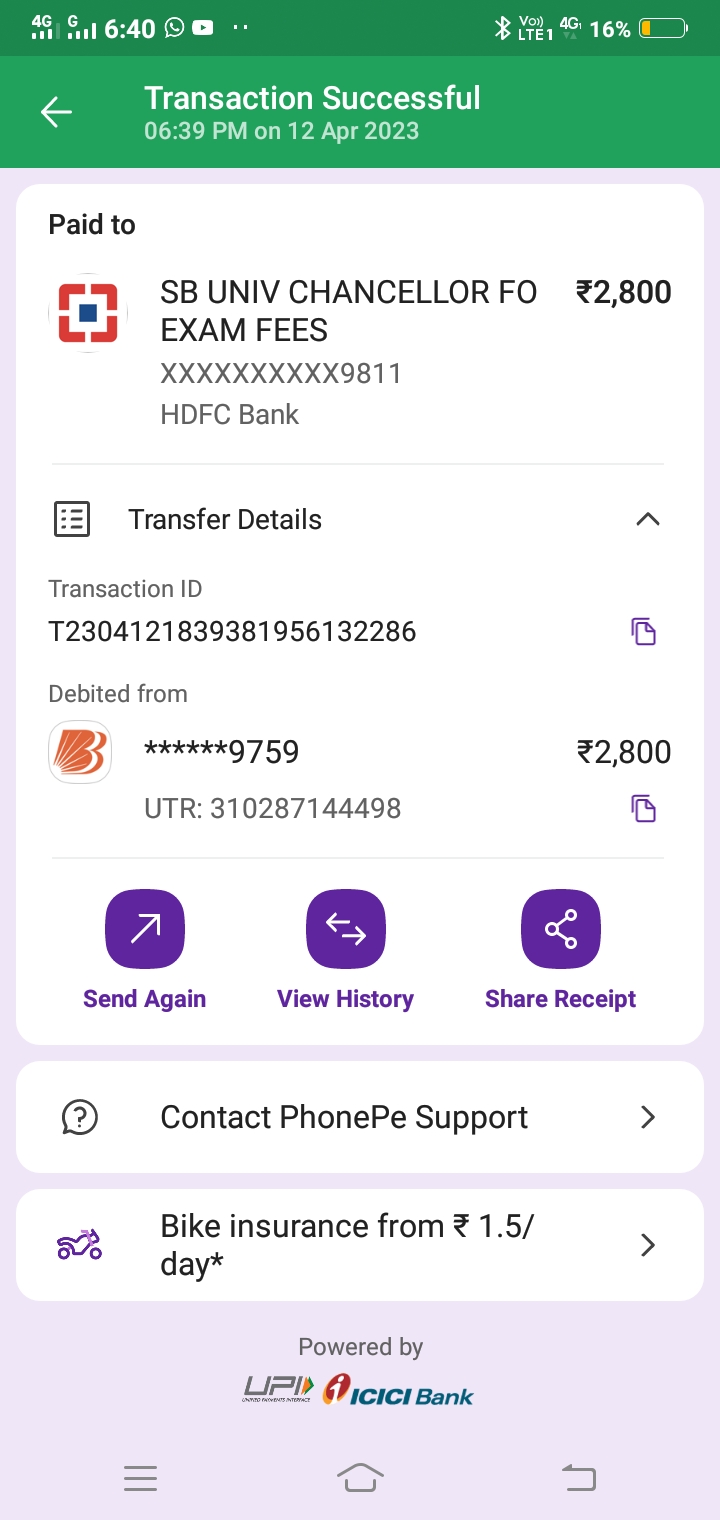 4G G 6:40 Vo)) LTE1 4G 16%
Transaction Successful
06:39 PM on 12 Apr 2023
Paid to
SB UNIV CHANCELLOR FO ₹2,800
EXAM FEES
XXXXXXXXXX9811
HDFC Bank
Transfer Details
Transaction ID
T2304121839381956132286
Debited from
******9759 ₹2,800
UTR: 310287144498
Send Again View History Share Receipt
Contact PhonePe Support
Bike insurance from ₹ 1.5/
day*
Powered by
UPI ICICI Bank
UNIFIED PAYMENTS INTERFACE